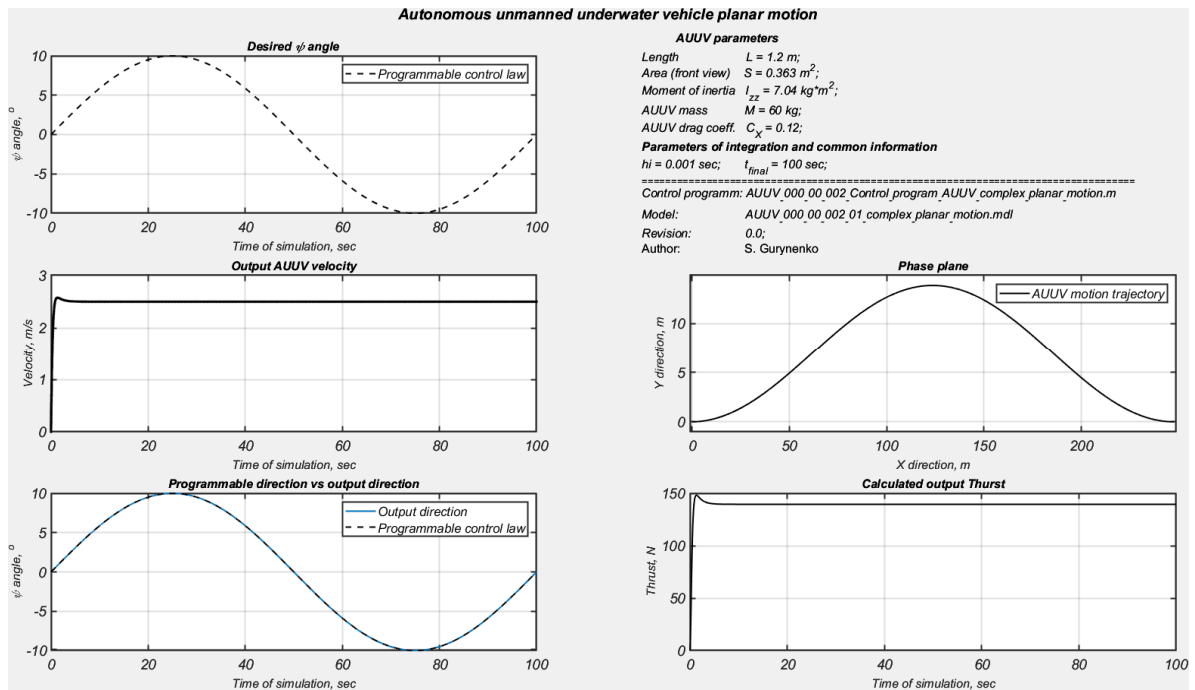 Autonomous unmanned underwater vehicle planar motion
Desired ψ angle
10
5
0
-5
-10
ψ angle, °
Programmable control law
0 20 40 60 80 100
Time of simulation, sec
AUUV parameters
Length L = 1.2 m;
Area (front view) S = 0.363 m²;
Moment of inertia I_zz = 7.04 kg*m²;
AUUV mass M = 60 kg;
AUUV drag coeff. C_X = 0.12;
Parameters of integration and common information
hi = 0.001 sec; t_final = 100 sec;
=====================================================================================
Control programm: AUUV_000_00_002_Control_program_AUUV_complex_planar_motion.m
Model: AUUV_000_00_002_01_complex_planar_motion.mdl
Revision: 0.0;
Author: S. Gurynenko
Output AUUV velocity
3
2
1
0
Velocity, m/s
0 20 40 60 80 100
Time of simulation, sec
Phase plane
10
5
0
Y direction, m
AUUV motion trajectory
0 50 100 150 200
X direction, m
Programmable direction vs output direction
10
5
0
-5
-10
ψ angle, °
Output direction
Programmable control law
0 20 40 60 80 100
Time of simulation, sec
Calculated output Thurst
150
100
50
0
Thrust, N
0 20 40 60 80 100
Time of simulation, sec